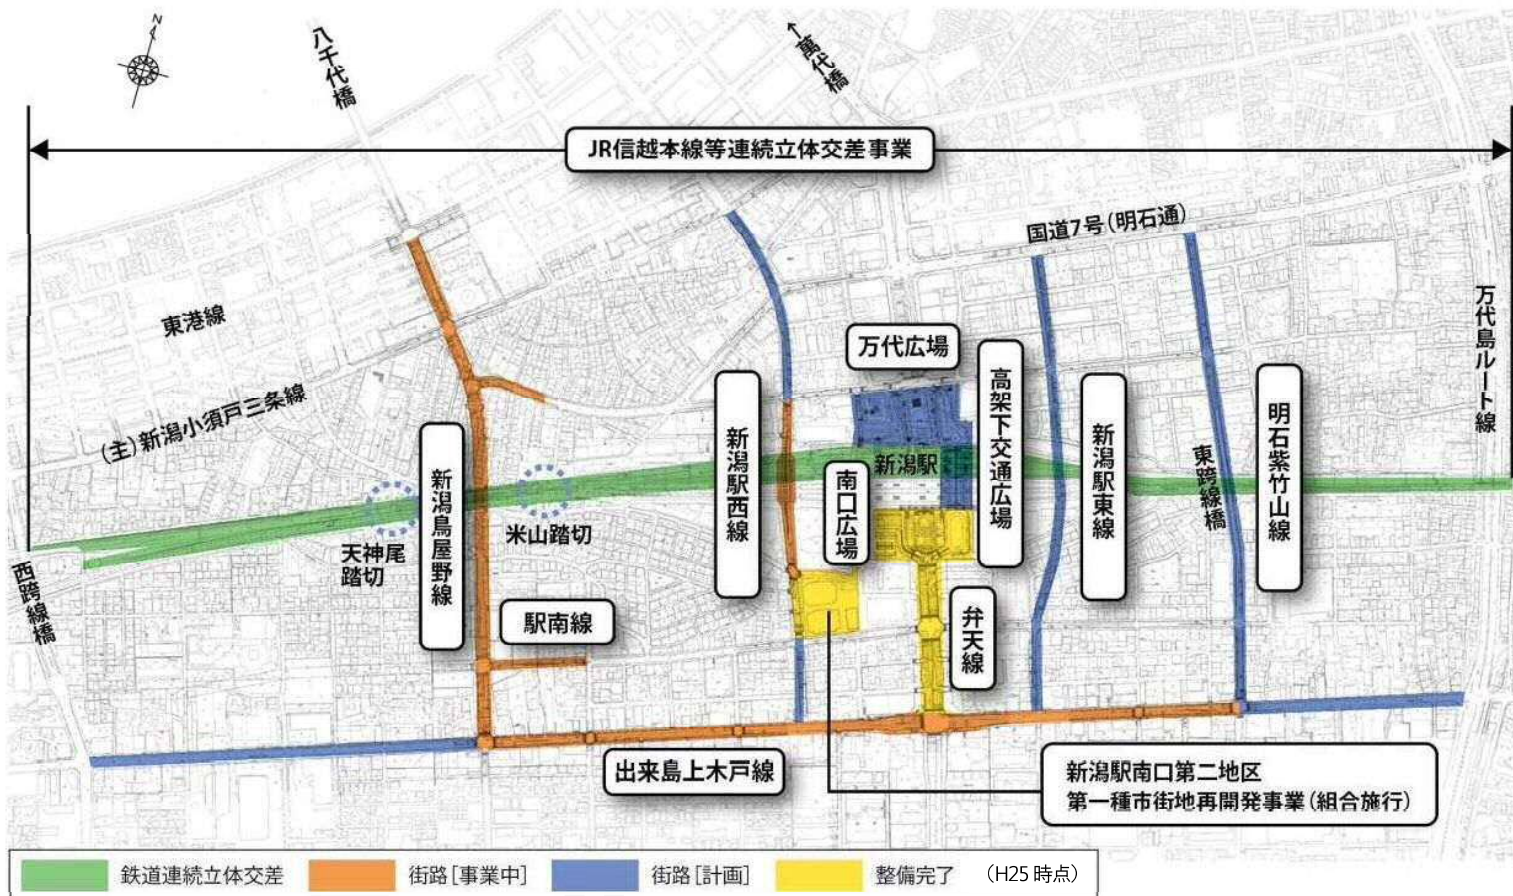 N
八千代橋
↑萬代橋
JR信越本線等連続立体交差事業
国道7号(明石通)
東港線
万代島ルート線
万代広場
(主)新潟小須戸三条線
高架下交通広場
新潟駅西線
新潟駅東線
明石紫竹山線
新潟鳥屋野線
新潟駅
南口広場
東跨線橋
米山踏切
天神尾
踏切
西跨線橋
駅南線
弁天線
出来島上木戸線
新潟駅南口第二地区
第一種市街地再開発事業(組合施行)
鉄道連続立体交差
街路[事業中]
街路[計画]
整備完了
(H25時点)